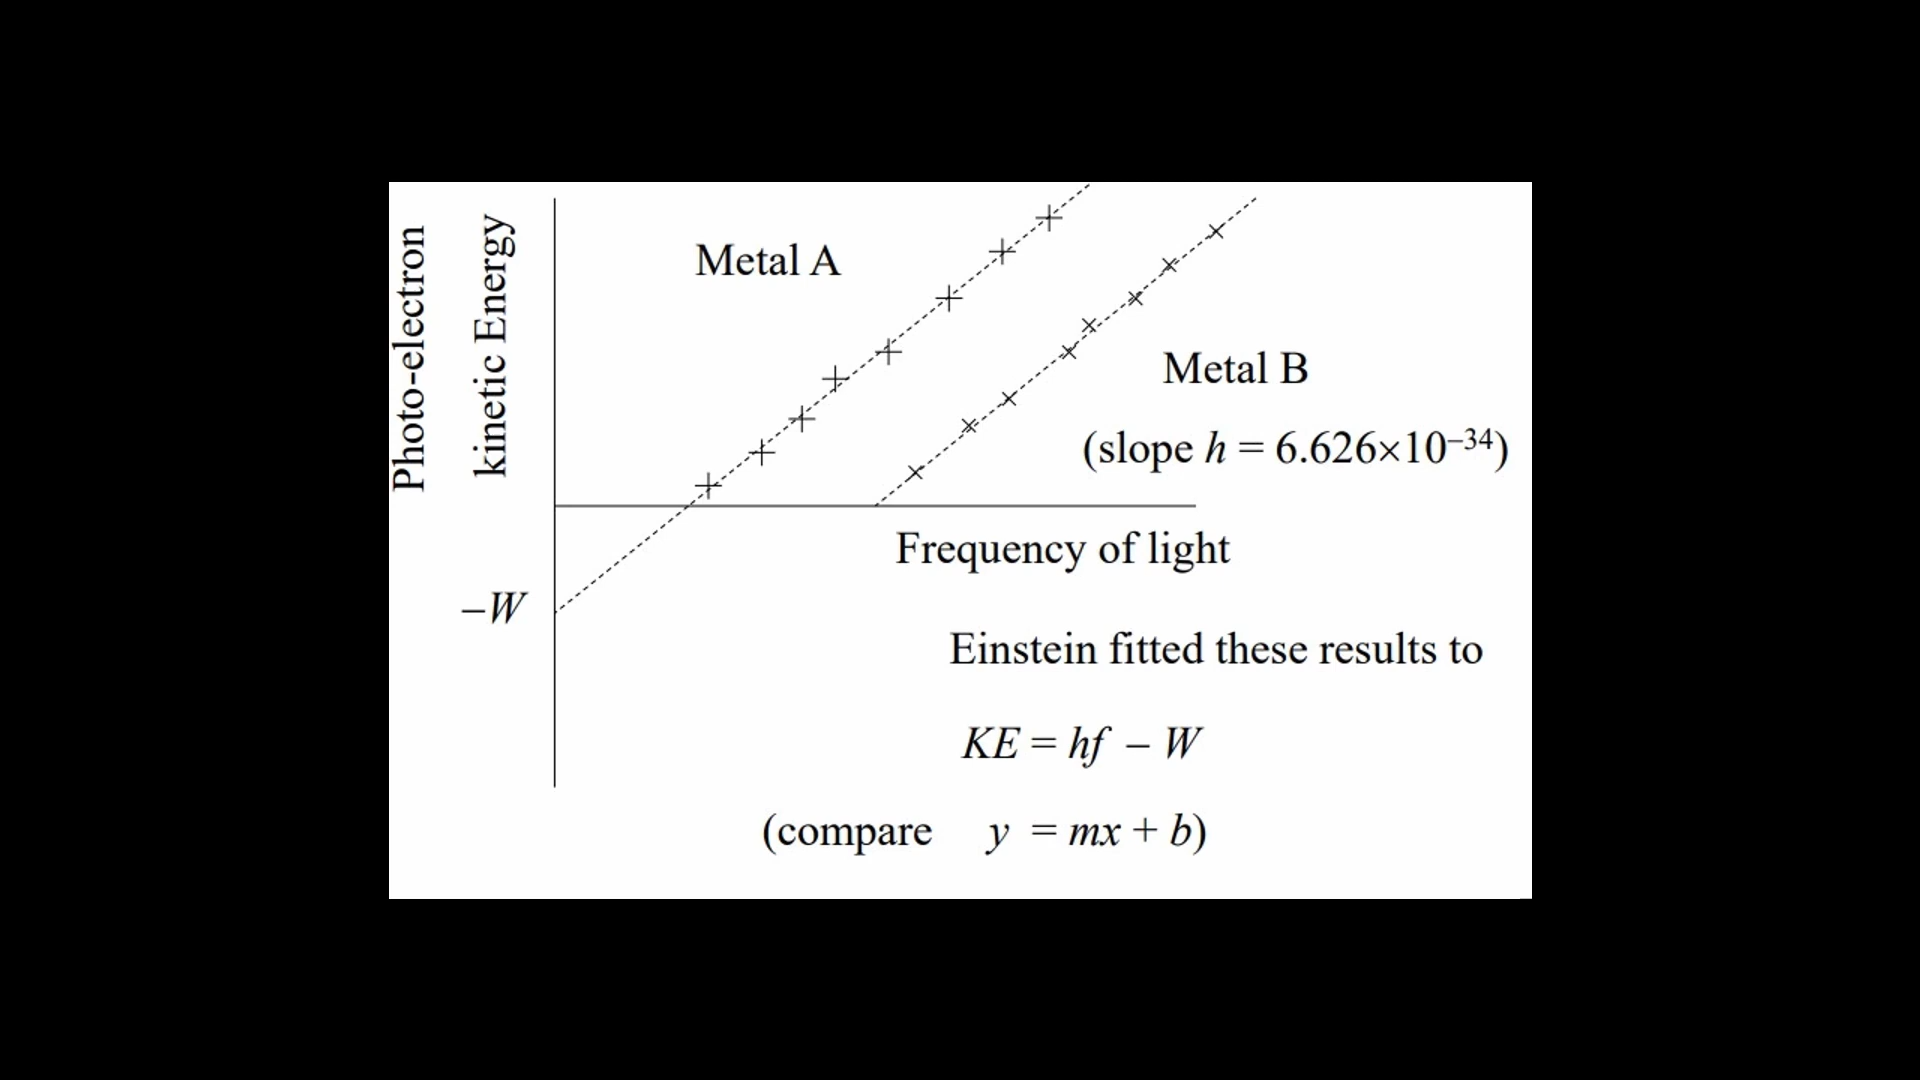 Photo-electron
kinetic Energy
Metal A
Metal B
(slope h = 6.626×10⁻³⁴)
Frequency of light
–W
Einstein fitted these results to
KE = hf – W
(compare y = mx + b)